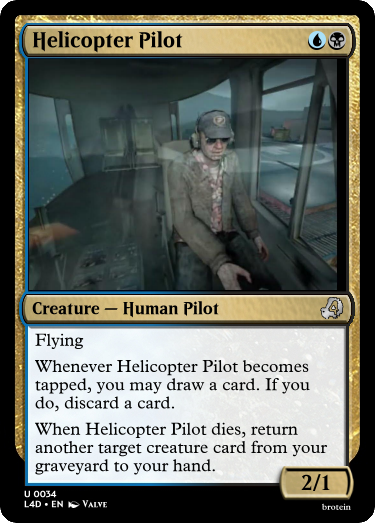 Helicopter Pilot
Creature — Human Pilot
Flying
Whenever Helicopter Pilot becomes
tapped, you may draw a card. If you
do, discard a card.
When Helicopter Pilot dies, return
another target creature card from your
graveyard to your hand.
2/1
U 0034
L4D • EN Valve
brotein